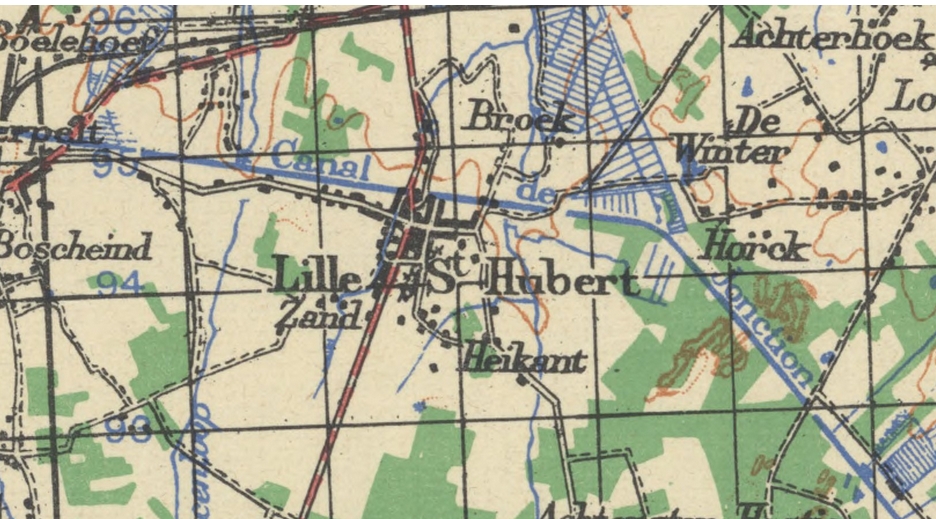 96
Boelehoef
Achterhoek
Lo
Broek
De
Winter
erpelt
95
Canal
de
Boscheind
Horck
94
Lille St Hubert
Zand
Jonction
Heikant
93